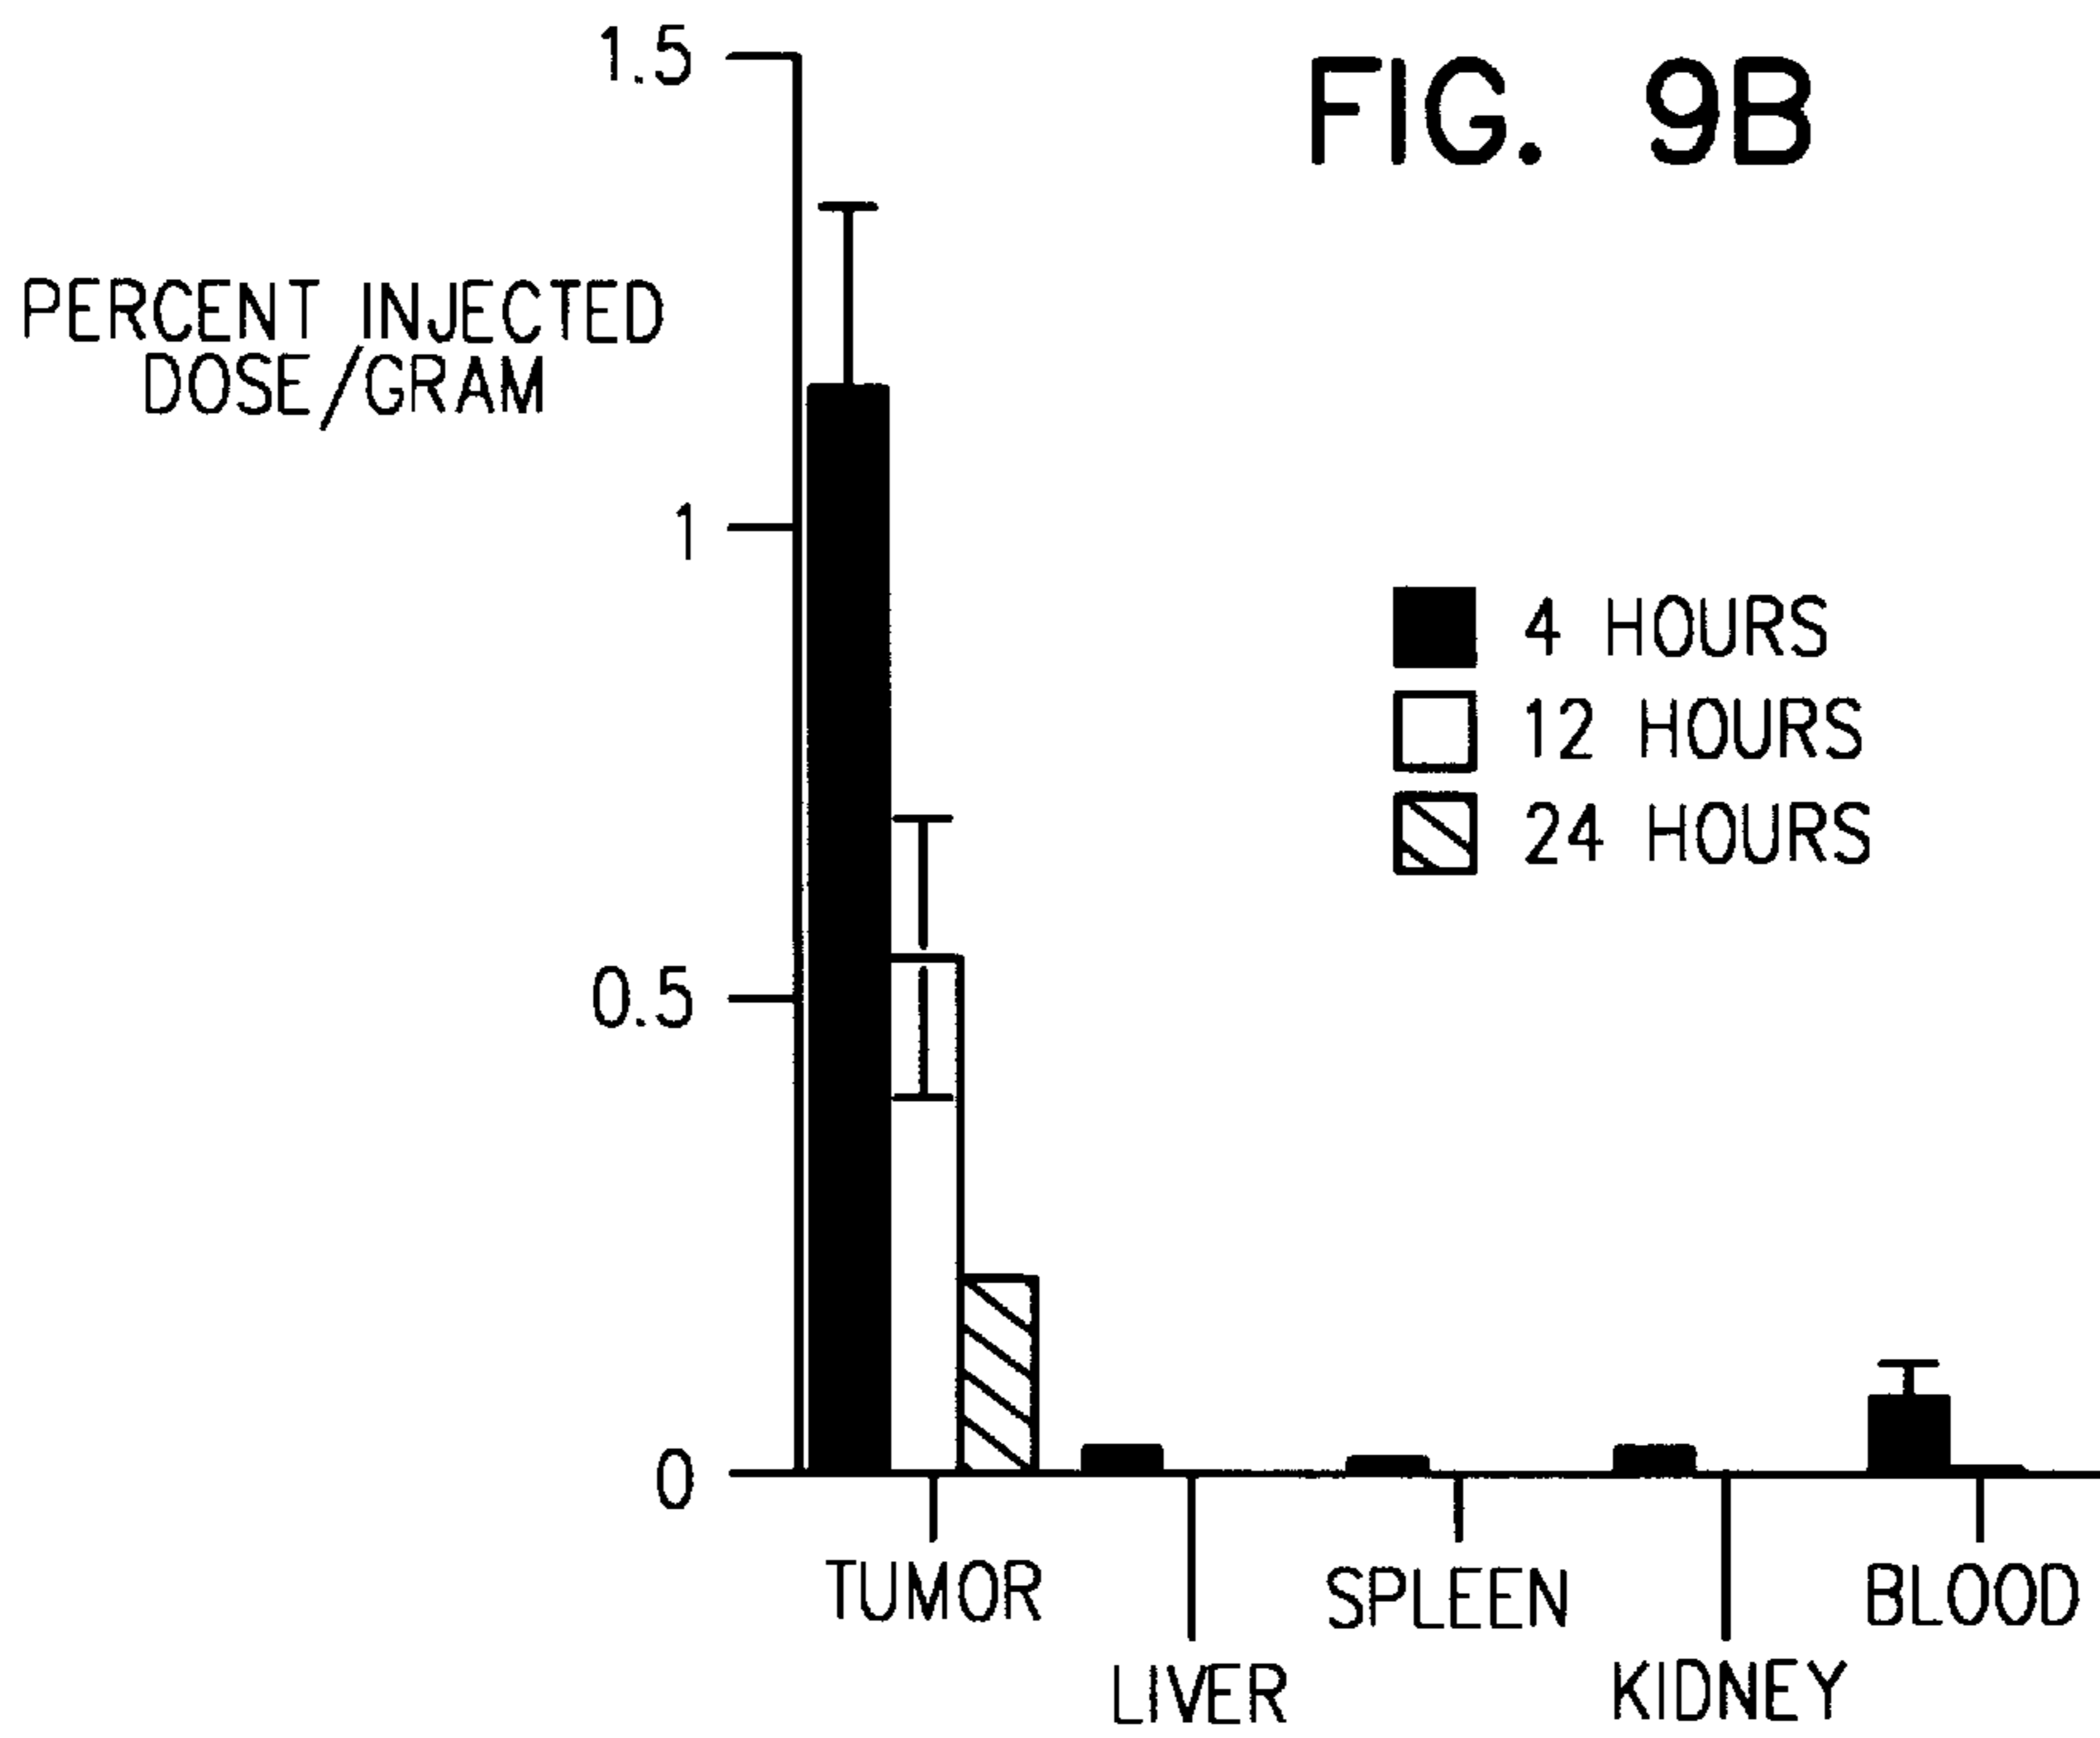 FIG. 9B
1.5
PERCENT INJECTED
DOSE/GRAM
1
0.5
0
4 HOURS
12 HOURS
24 HOURS
TUMOR
LIVER
SPLEEN
KIDNEY
BLOOD